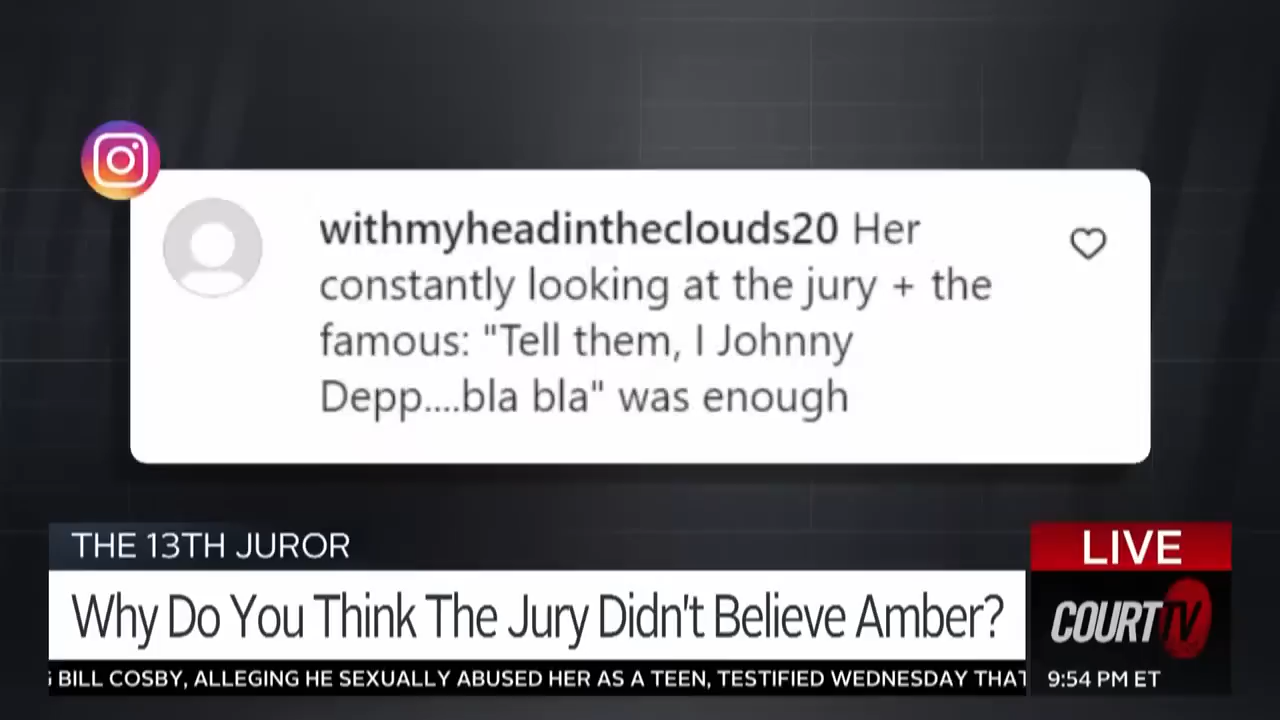 withmyheadintheclouds20 Her
constantly looking at the jury + the
famous: "Tell them, I Johnny
Depp....bla bla" was enough
THE 13TH JUROR
LIVE
Why Do You Think The Jury Didn't Believe Amber?
COURT TV
BILL COSBY, ALLEGING HE SEXUALLY ABUSED HER AS A TEEN, TESTIFIED WEDNESDAY THAT
9:54 PM ET